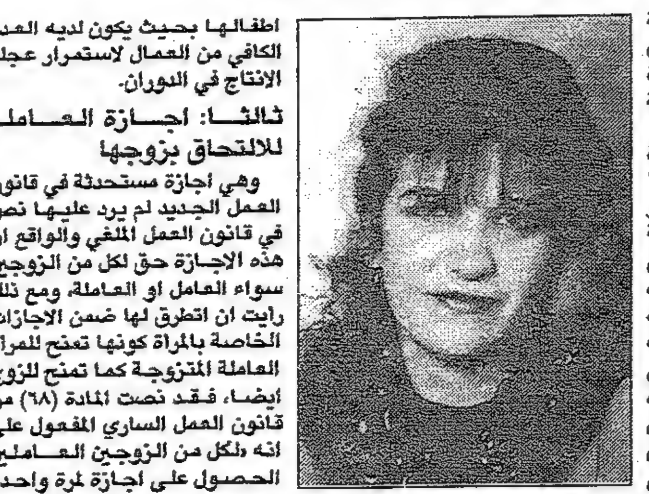 اطفالها بحيث يكون لديه العد
الكافي من العمال لاستمرار عجلة
الانتاج في الدوران.
ثالثا: اجازة العاملة
للالتحاق بزوجها
وهي اجازة مستحدثة في قانون
العمل الجديد لم يرد عليها نص
في قانون العمل الملغي والواقع ان
هذه الاجازة حق لكل من الزوجين
سواء العامل او العاملة، ومع ذلك
رايت ان اتطرق لها ضمن الاجازات
الخاصة بالمراة كونها تمنح للمراة
العاملة المتزوجة كما تمنح للزوج
ايضا، فقد نصت المادة (٦٨) من
قانون العمل الساري المفعول على
انه «لكل من الزوجين العاملين
الحصول على اجازة لمرة واحدة